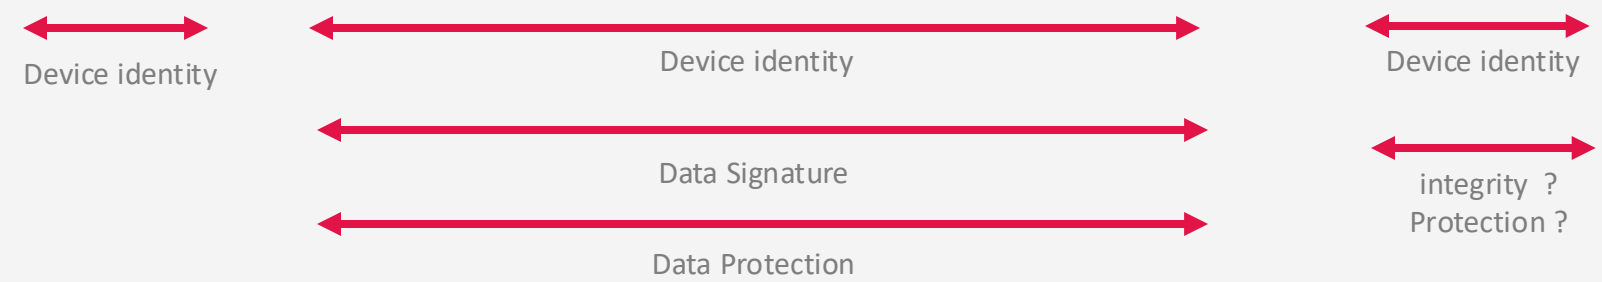 Device identity
Device identity
Device identity
Data Signature
integrity ?
Protection ?
Data Protection